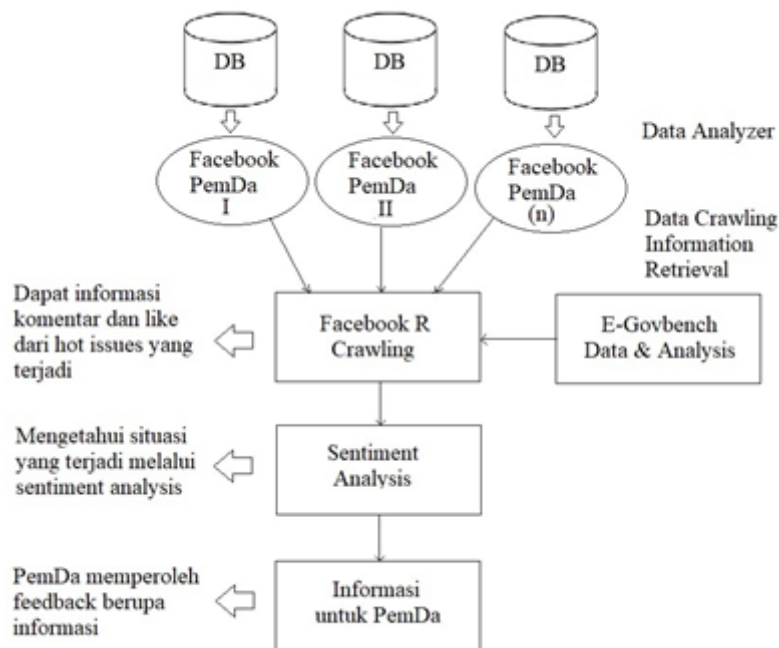 DB
DB
DB
Facebook
PemDa
I
Facebook
PemDa
II
Facebook
PemDa
(n)
Data Analyzer
Data Crawling
Information
Retrieval
Dapat informasi
komentar dan like
dari hot issues yang
terjadi
Facebook R
Crawling
E-Govbench
Data & Analysis
Mengetahui situasi
yang terjadi melalui
sentiment analysis
Sentiment
Analysis
PemDa memperoleh
feedback berupa
informasi
Informasi
untuk PemDa